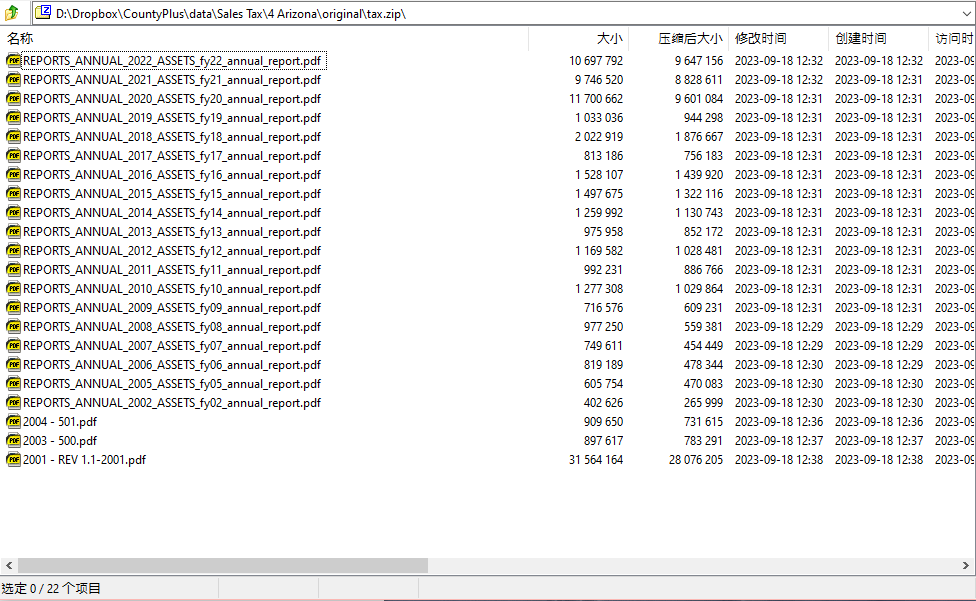 D:\Dropbox\CountyPlus\data\Sales Tax\4 Arizona\original\tax.zip\
名称 大小 压缩后大小 修改时间 创建时间 访问时
REPORTS_ANNUAL_2022_ASSETS_fy22_annual_report.pdf 10 697 792 9 647 156 2023-09-18 12:32 2023-09-18 12:32 2023-09
REPORTS_ANNUAL_2021_ASSETS_fy21_annual_report.pdf 9 746 520 8 828 611 2023-09-18 12:32 2023-09-18 12:31 2023-09
REPORTS_ANNUAL_2020_ASSETS_fy20_annual_report.pdf 11 700 662 9 601 084 2023-09-18 12:31 2023-09-18 12:31 2023-09
REPORTS_ANNUAL_2019_ASSETS_fy19_annual_report.pdf 1 033 036 944 298 2023-09-18 12:31 2023-09-18 12:31 2023-09
REPORTS_ANNUAL_2018_ASSETS_fy18_annual_report.pdf 2 022 919 1 876 667 2023-09-18 12:31 2023-09-18 12:31 2023-09
REPORTS_ANNUAL_2017_ASSETS_fy17_annual_report.pdf 813 186 756 183 2023-09-18 12:31 2023-09-18 12:31 2023-09
REPORTS_ANNUAL_2016_ASSETS_fy16_annual_report.pdf 1 528 107 1 439 920 2023-09-18 12:31 2023-09-18 12:31 2023-09
REPORTS_ANNUAL_2015_ASSETS_fy15_annual_report.pdf 1 497 675 1 322 116 2023-09-18 12:31 2023-09-18 12:31 2023-09
REPORTS_ANNUAL_2014_ASSETS_fy14_annual_report.pdf 1 259 992 1 130 743 2023-09-18 12:31 2023-09-18 12:31 2023-09
REPORTS_ANNUAL_2013_ASSETS_fy13_annual_report.pdf 975 958 852 172 2023-09-18 12:31 2023-09-18 12:31 2023-09
REPORTS_ANNUAL_2012_ASSETS_fy12_annual_report.pdf 1 169 582 1 028 481 2023-09-18 12:31 2023-09-18 12:31 2023-09
REPORTS_ANNUAL_2011_ASSETS_fy11_annual_report.pdf 992 231 886 766 2023-09-18 12:31 2023-09-18 12:31 2023-09
REPORTS_ANNUAL_2010_ASSETS_fy10_annual_report.pdf 1 277 308 1 029 864 2023-09-18 12:31 2023-09-18 12:31 2023-09
REPORTS_ANNUAL_2009_ASSETS_fy09_annual_report.pdf 716 576 609 231 2023-09-18 12:31 2023-09-18 12:31 2023-09
REPORTS_ANNUAL_2008_ASSETS_fy08_annual_report.pdf 977 250 559 381 2023-09-18 12:29 2023-09-18 12:29 2023-09
REPORTS_ANNUAL_2007_ASSETS_fy07_annual_report.pdf 749 611 454 449 2023-09-18 12:29 2023-09-18 12:29 2023-09
REPORTS_ANNUAL_2006_ASSETS_fy06_annual_report.pdf 819 189 478 344 2023-09-18 12:30 2023-09-18 12:29 2023-09
REPORTS_ANNUAL_2005_ASSETS_fy05_annual_report.pdf 605 754 470 083 2023-09-18 12:30 2023-09-18 12:30 2023-09
REPORTS_ANNUAL_2002_ASSETS_fy02_annual_report.pdf 402 626 265 999 2023-09-18 12:30 2023-09-18 12:30 2023-09
2004 - 501.pdf 909 650 731 615 2023-09-18 12:36 2023-09-18 12:36 2023-09
2003 - 500.pdf 897 617 783 291 2023-09-18 12:37 2023-09-18 12:37 2023-09
2001 - REV 1.1-2001.pdf 31 564 164 28 076 205 2023-09-18 12:38 2023-09-18 12:38 2023-09
选定 0 / 22 个项目